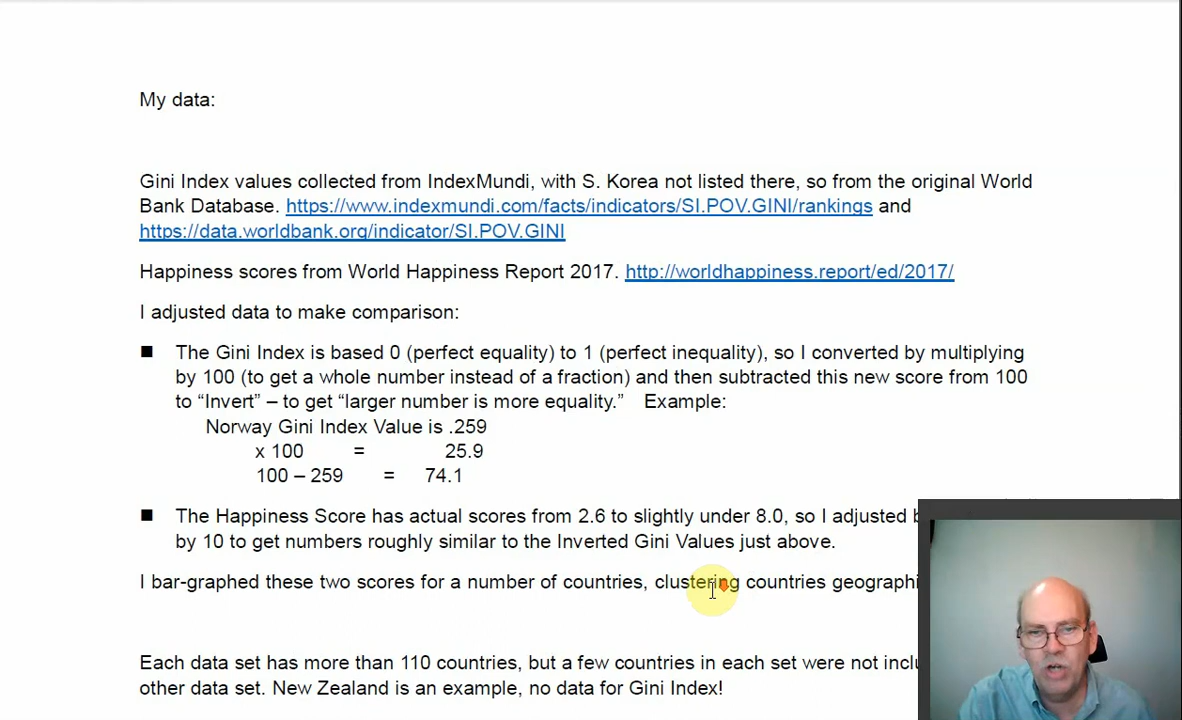 My data:
Gini Index values collected from IndexMundi, with S. Korea not listed there, so from the original World
Bank Database. https://www.indexmundi.com/facts/indicators/SI.POV.GINI/rankings and
https://data.worldbank.org/indicator/SI.POV.GINI
Happiness scores from World Happiness Report 2017. http://worldhappiness.report/ed/2017/
I adjusted data to make comparison:
■ The Gini Index is based 0 (perfect equality) to 1 (perfect inequality), so I converted by multiplying
by 100 (to get a whole number instead of a fraction) and then subtracted this new score from 100
to “Invert” – to get “larger number is more equality.” Example:
Norway Gini Index Value is .259
x 100 = 25.9
100 – 259 = 74.1
■ The Happiness Score has actual scores from 2.6 to slightly under 8.0, so I adjusted
by 10 to get numbers roughly similar to the Inverted Gini Values just above.
I bar-graphed these two scores for a number of countries, clustering countries
Each data set has more than 110 countries, but a few countries in each set were not
other data set. New Zealand is an example, no data for Gini Index!